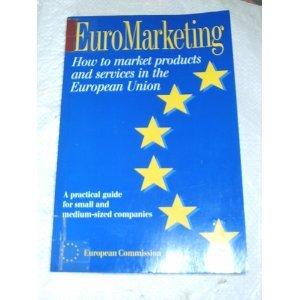 EuroMarketing
How to market products
and services in the
European Union
A practical guide
for small and
medium-sized companies
European Commission